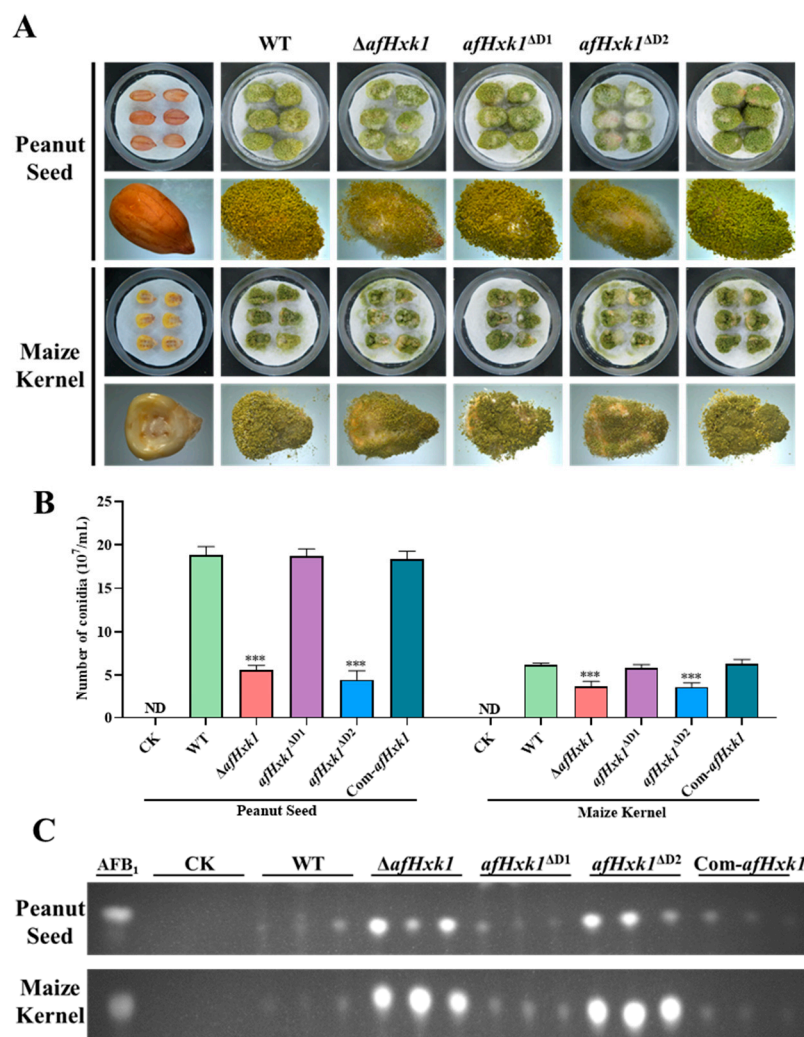 A
WT ΔafHxk1 afHxk1ΔD1 afHxk1ΔD2
Peanut
Seed
Maize
Kernel
B
Number of conidia (10⁷/mL)
25
20
15
10
5
0
ND *** *** ND *** ***
CK WT ΔafHxk1 afHxk1ΔD1 afHxk1ΔD2 Com-afHxk1 CK WT ΔafHxk1 afHxk1ΔD1 afHxk1ΔD2 Com-afHxk1
Peanut Seed Maize Kernel
C
AFB₁ CK WT ΔafHxk1 afHxk1ΔD1 afHxk1ΔD2 Com-afHxk1
Peanut
Seed
Maize
Kernel